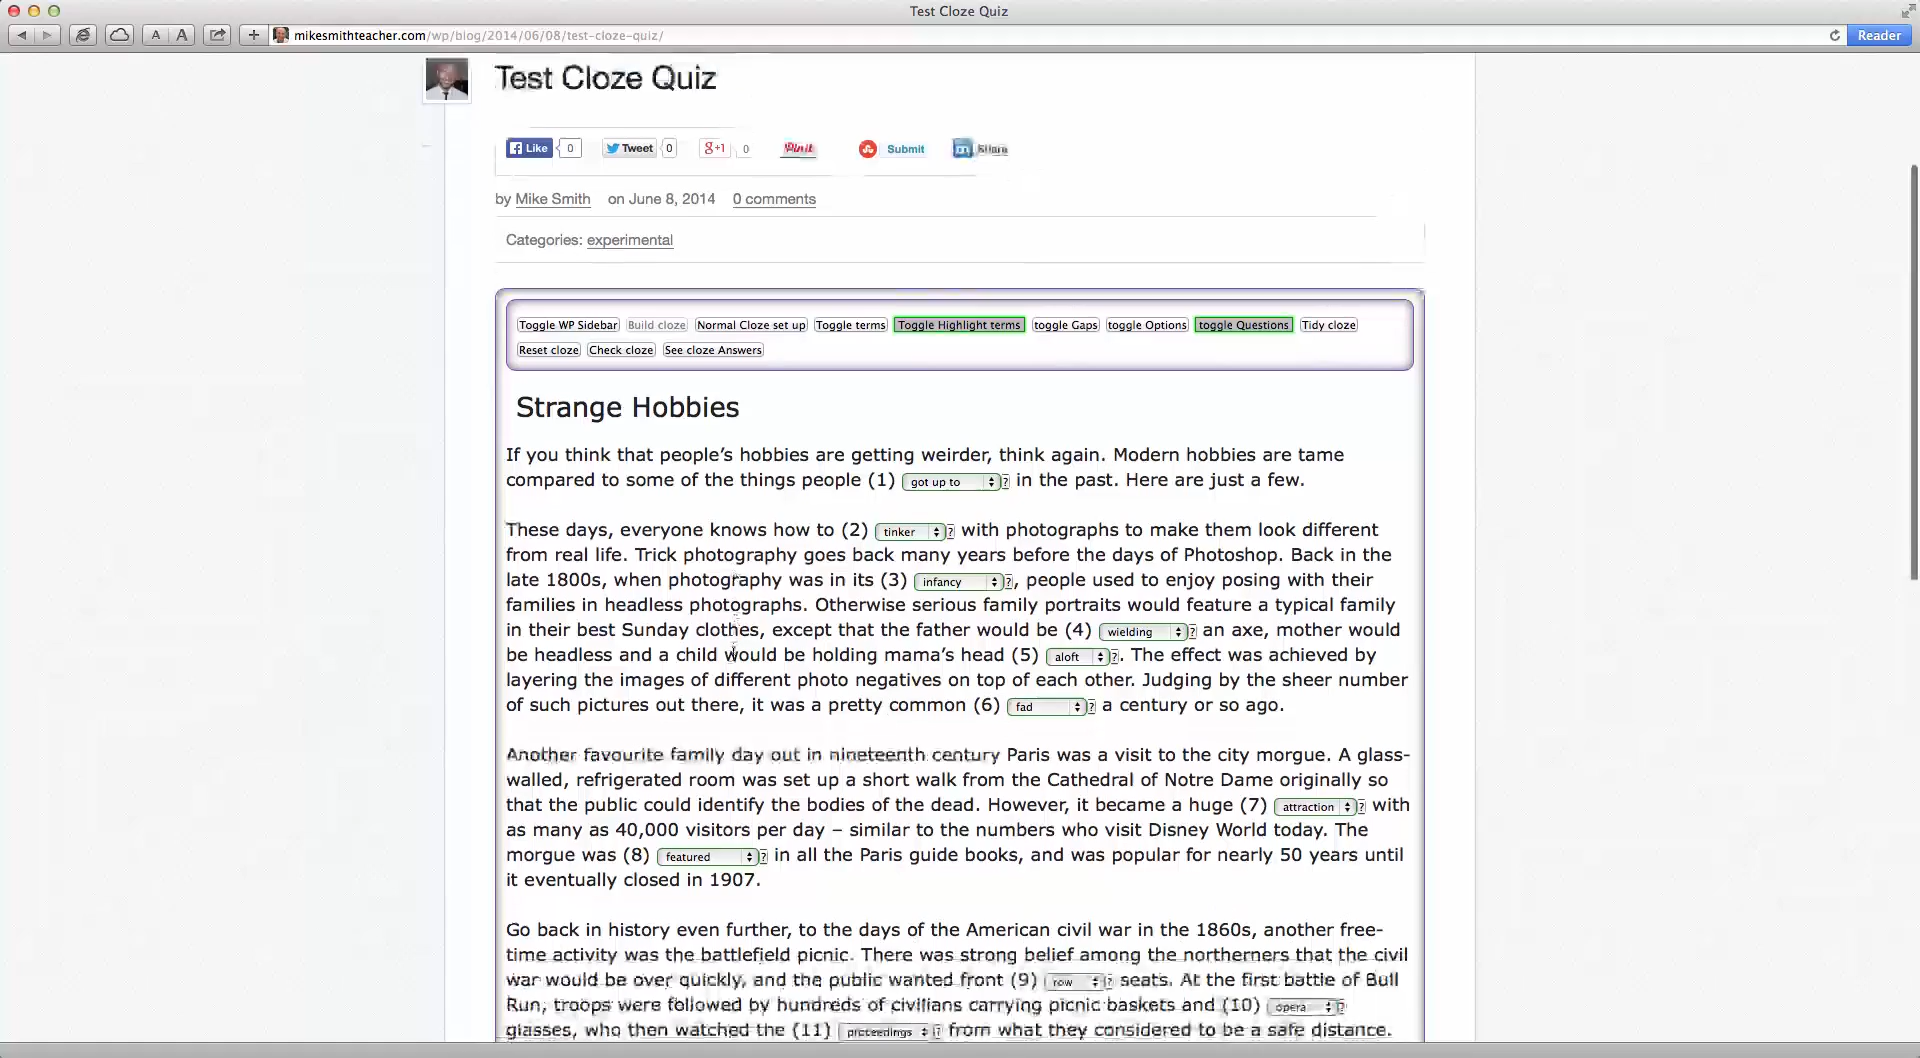 Test Cloze Quiz
A A + mikesmithteacher.com/wp/blog/2014/06/08/test-cloze-quiz/ Reader
Test Cloze Quiz
Like 0 Tweet 0 g+1 0 Pinit Submit Share
by Mike Smith on June 8, 2014 0 comments
Categories: experimental
Toggle WP Sidebar Build cloze Normal Cloze set up Toggle terms Toggle Highlight terms toggle Gaps toggle Options toggle Questions Tidy cloze
Reset cloze Check cloze See cloze Answers
Strange Hobbies
If you think that people’s hobbies are getting weirder, think again. Modern hobbies are tame
compared to some of the things people (1) got up to ? in the past. Here are just a few.
These days, everyone knows how to (2) tinker ? with photographs to make them look different
from real life. Trick photography goes back many years before the days of Photoshop. Back in the
late 1800s, when photography was in its (3) infancy ?, people used to enjoy posing with their
families in headless photographs. Otherwise serious family portraits would feature a typical family
in their best Sunday clothes, except that the father would be (4) wielding ? an axe, mother would
be headless and a child would be holding mama’s head (5) aloft ?. The effect was achieved by
layering the images of different photo negatives on top of each other. Judging by the sheer number
of such pictures out there, it was a pretty common (6) fad ? a century or so ago.
Another favourite family day out in nineteenth century Paris was a visit to the city morgue. A glass-
walled, refrigerated room was set up a short walk from the Cathedral of Notre Dame originally so
that the public could identify the bodies of the dead. However, it became a huge (7) attraction ? with
as many as 40,000 visitors per day – similar to the numbers who visit Disney World today. The
morgue was (8) featured ? in all the Paris guide books, and was popular for nearly 50 years until
it eventually closed in 1907.
Go back in history even further, to the days of the American civil war in the 1860s, another free-
time activity was the battlefield picnic. There was strong belief among the northerners that the civil
war would be over quickly, and the public wanted front (9) row ? seats. At the first battle of Bull
Run, troops were followed by hundreds of civilians carrying picnic baskets and (10) opera ?
glasses, who then watched the (11) proceedings ? from what they considered to be a safe distance.